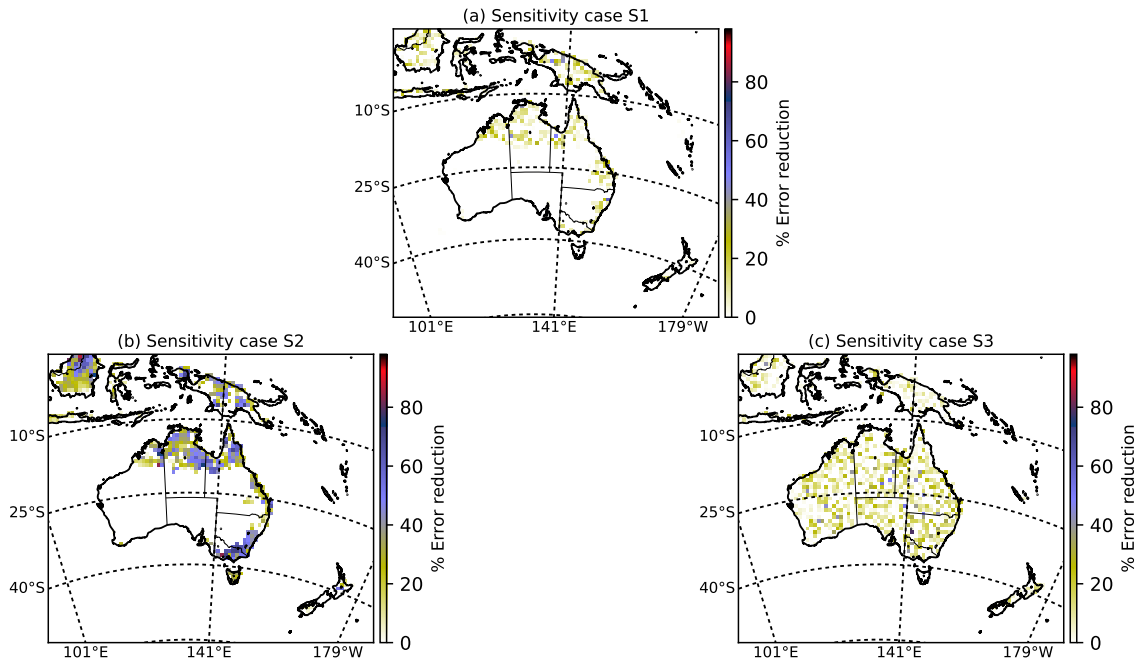 (a) Sensitivity case S1
10°S
25°S
40°S
101°E 141°E 179°W
80
60
40
20
0
% Error reduction
(b) Sensitivity case S2
10°S
25°S
40°S
101°E 141°E 179°W
80
60
40
20
0
% Error reduction
(c) Sensitivity case S3
10°S
25°S
40°S
101°E 141°E 179°W
80
60
40
20
0
% Error reduction